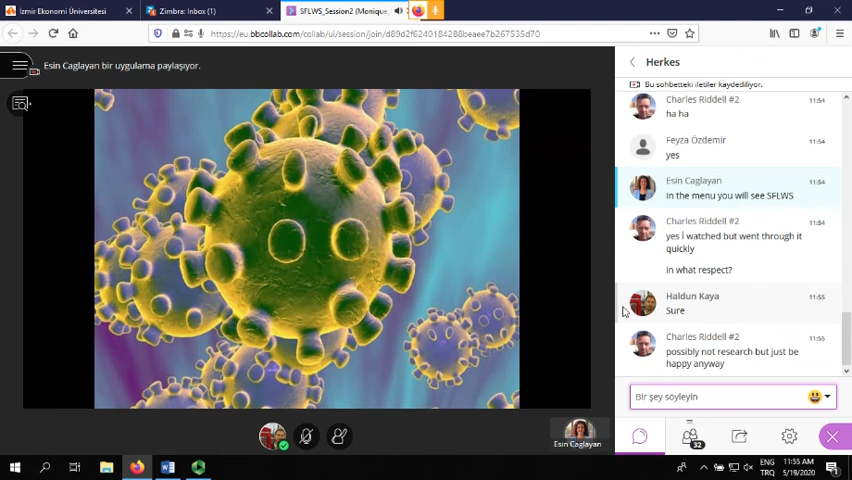 İzmir Ekonomi Üniversitesi
Zimbra: Inbox (1)
SFLWS_Session2 (Monique_
https://eu.bbcollab.com/collab/ui/session/join/d89d2f6240184288beaee7b267535d70
Esin Caglayan bir uygulama paylaşıyor.
Esin Caglayan
Herkes
Bu sohbetteki iletiler kaydediliyor.
Charles Riddell #2 11:54
ha ha
Feyza Özdemir 11:54
yes
Esin Caglayan 11:54
In the menu you will see SFLWS
Charles Riddell #2 11:54
yes İ watched but went through it
quickly
in what respect?
Haldun Kaya 11:55
Sure
Charles Riddell #2 11:55
possibly not research but just be
happy anyway
Bir şey söyleyin
32
ENG 11:55 AM
TRQ 5/19/2020
1